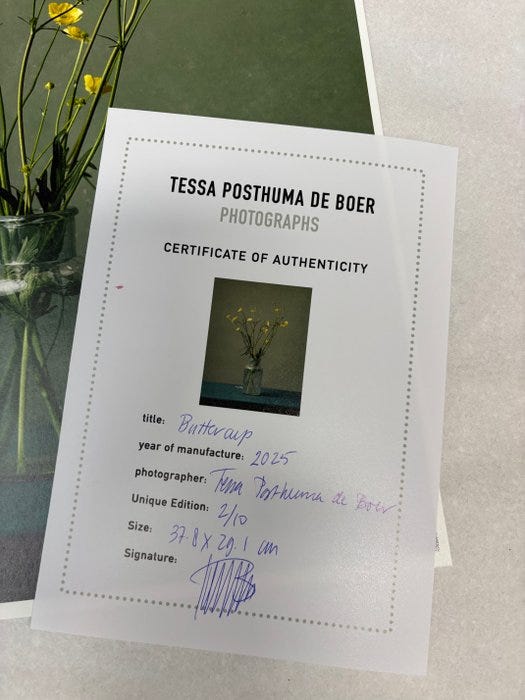 TESSA POSTHUMA DE BOER
PHOTOGRAPHS
CERTIFICATE OF AUTHENTICITY
title: Buttercup
year of manufacture: 2025
photographer: Tessa Posthuma de Boer
Unique Edition: 2/10
Size: 37.8 x 29.1 cm
Signature: